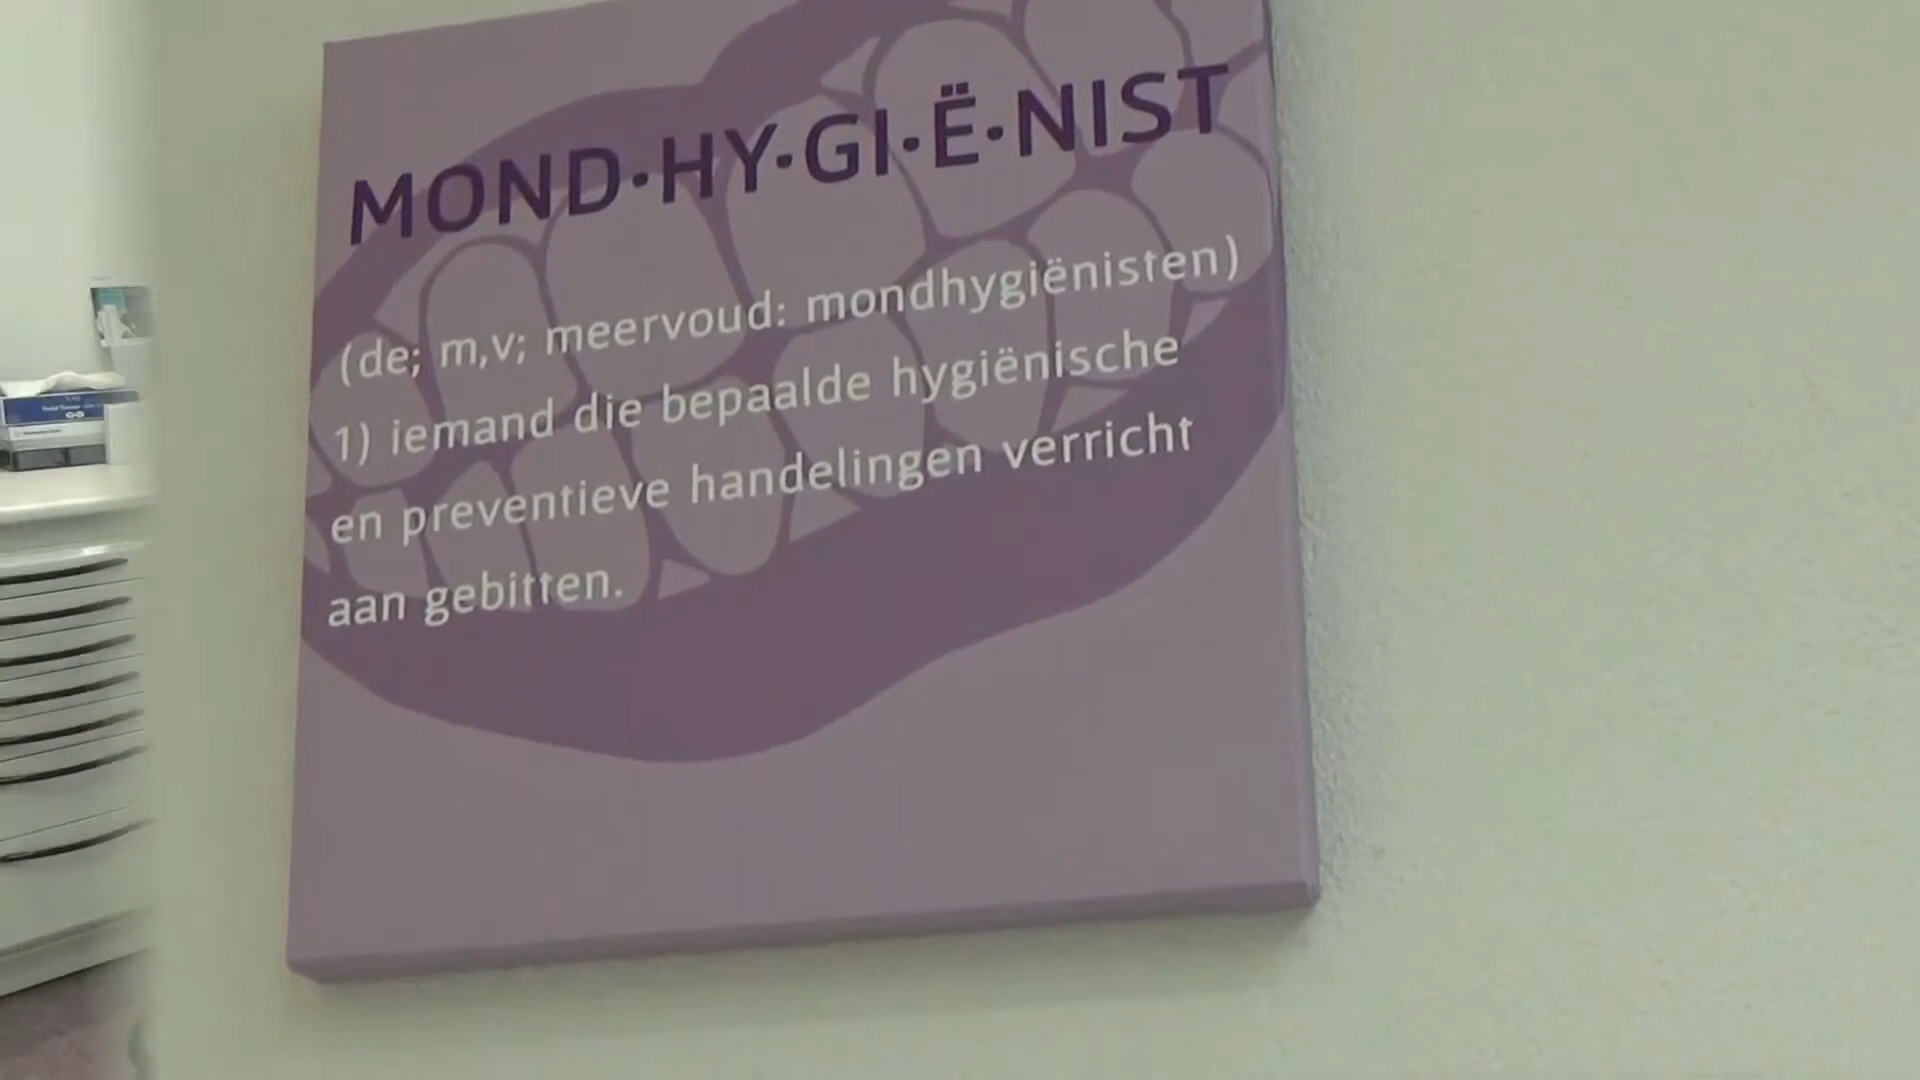 MOND·HY·GI·Ë·NIST
(de; m,v; meervoud: mondhygiënisten)
1) iemand die bepaalde hygiënische
en preventieve handelingen verricht
aan gebitten.